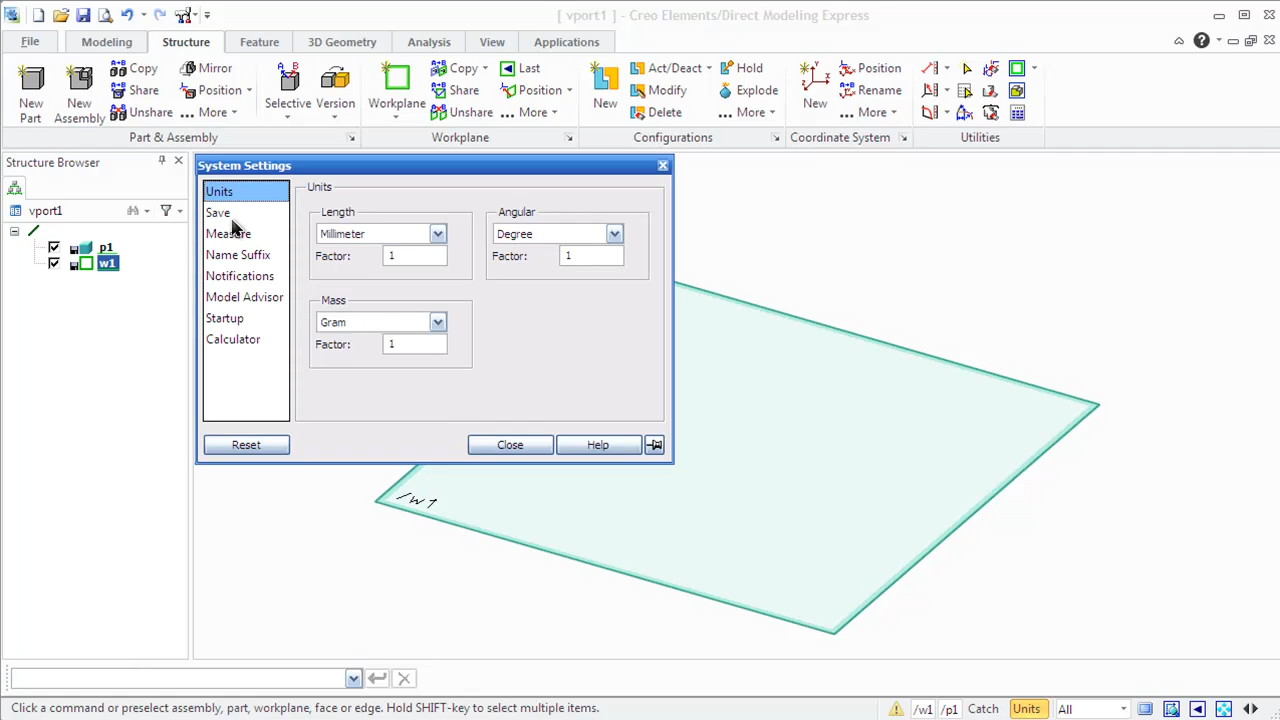 [ vport1 ] - Creo Elements/Direct Modeling Express
File Modeling Structure Feature 3D Geometry Analysis View Applications
Copy Mirror Copy Last Act/Deact Hold Position
Share Position Share Position Modify Explode Rename
New Part New Assembly Selective Version Workplane New New
Unshare ... More Unshare ... More Delete ... More ... More
Part & Assembly Workplane Configurations Coordinate System Utilities
Structure Browser
vport1
p1
w1
System Settings
Units
Save
Measure
Name Suffix
Notifications
Model Advisor
Startup
Calculator
Units
Length Angular
Millimeter Degree
Factor: 1 Factor: 1
Mass
Gram
Factor: 1
Reset Close Help
/w1
Click a command or preselect assembly, part, workplane, face or edge. Hold SHIFT-key to select multiple items. /w1 /p1 Catch Units All